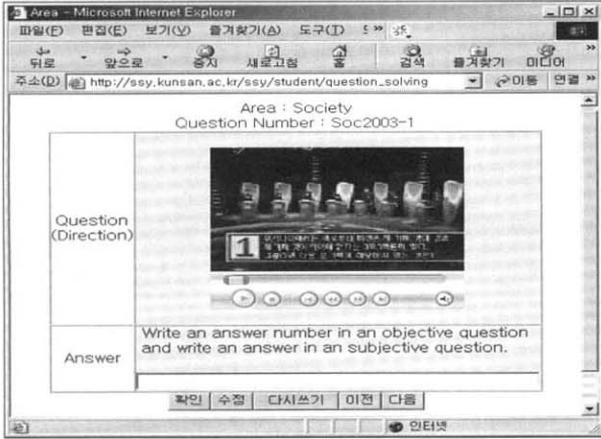 Area - Microsoft Internet Explorer
파일(F) 편집(E) 보기(V) 즐겨찾기(A) 도구(T) »
뒤로 앞으로 중지 새로고침 홈 검색 즐겨찾기 미디어 »
주소(D) http://ssy.kunsan.ac.kr/ssy/student/question_solving 이동 연결 »
Area : Society
Question Number : Soc2003-1
Question
(Direction)
1
Answer
Write an answer number in an objective question
and write an answer in an subjective question.
확인 수정 다시쓰기 이전 다음
인터넷